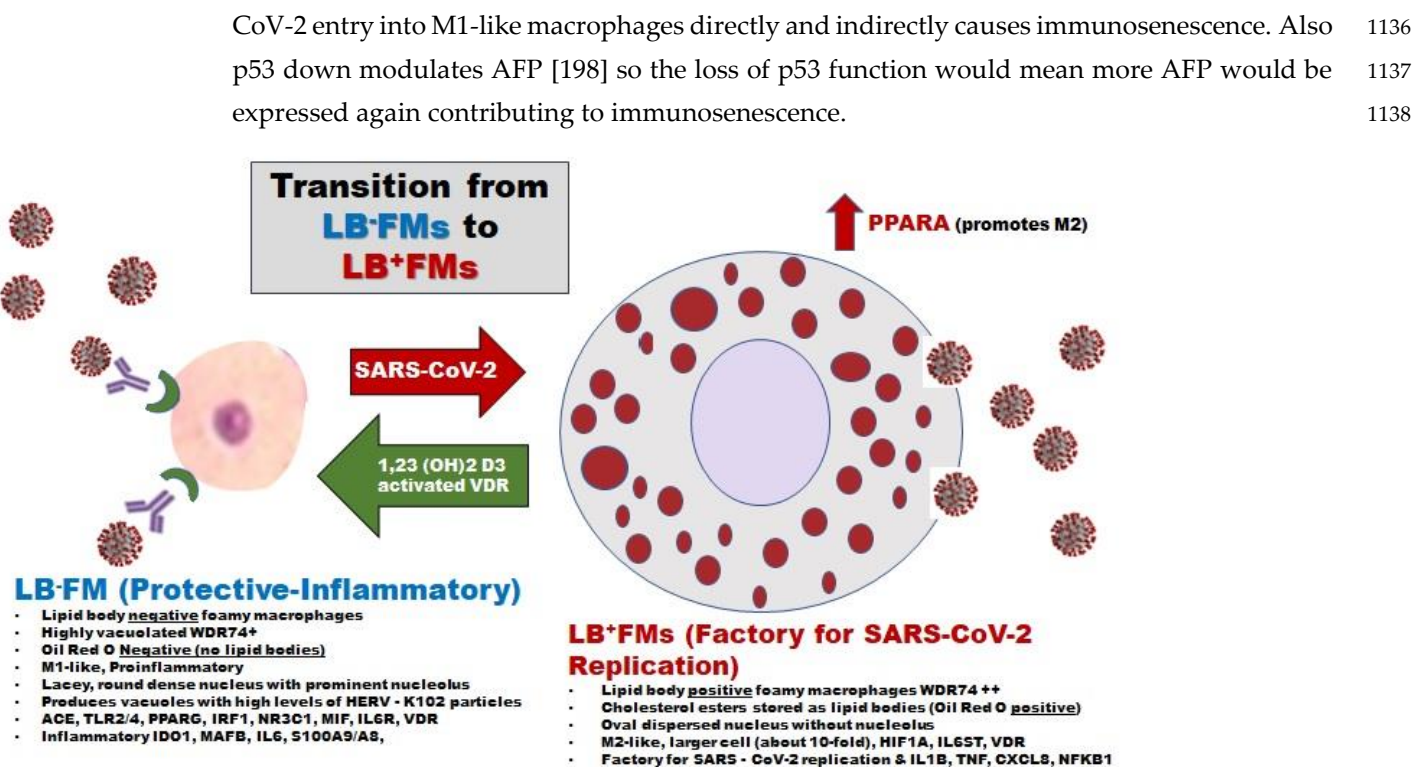 CoV-2 entry into M1-like macrophages directly and indirectly causes immunosenescence. Also 1136
p53 down modulates AFP [198] so the loss of p53 function would mean more AFP would be 1137
expressed again contributing to immunosenescence. 1138
Transition from
LB-FMs to
LB+FMs
PPARA (promotes M2)
SARS-CoV-2
1,23 (OH)2 D3
activated VDR
LB-FM (Protective-Inflammatory)
· Lipid body negative foamy macrophages
· Highly vacuolated WDR74+
· Oil Red O Negative (no lipid bodies)
· M1-like, Proinflammatory
· Lacey, round dense nucleus with prominent nucleolus
· Produces vacuoles with high levels of HERV - K102 particles
· ACE, TLR2/4, PPARG, IRF1, NR3C1, MIF, IL6R, VDR
· Inflammatory IDO1, MAFB, IL6, S100A9/A8,
LB+FMs (Factory for SARS-CoV-2
Replication)
· Lipid body positive foamy macrophages WDR74 ++
· Cholesterol esters stored as lipid bodies (Oil Red O positive)
· Oval dispersed nucleus without nucleolus
· M2-like, larger cell (about 10-fold), HIF1A, IL6ST, VDR
· Factory for SARS - CoV-2 replication & IL1B, TNF, CXCL8, NFKB1